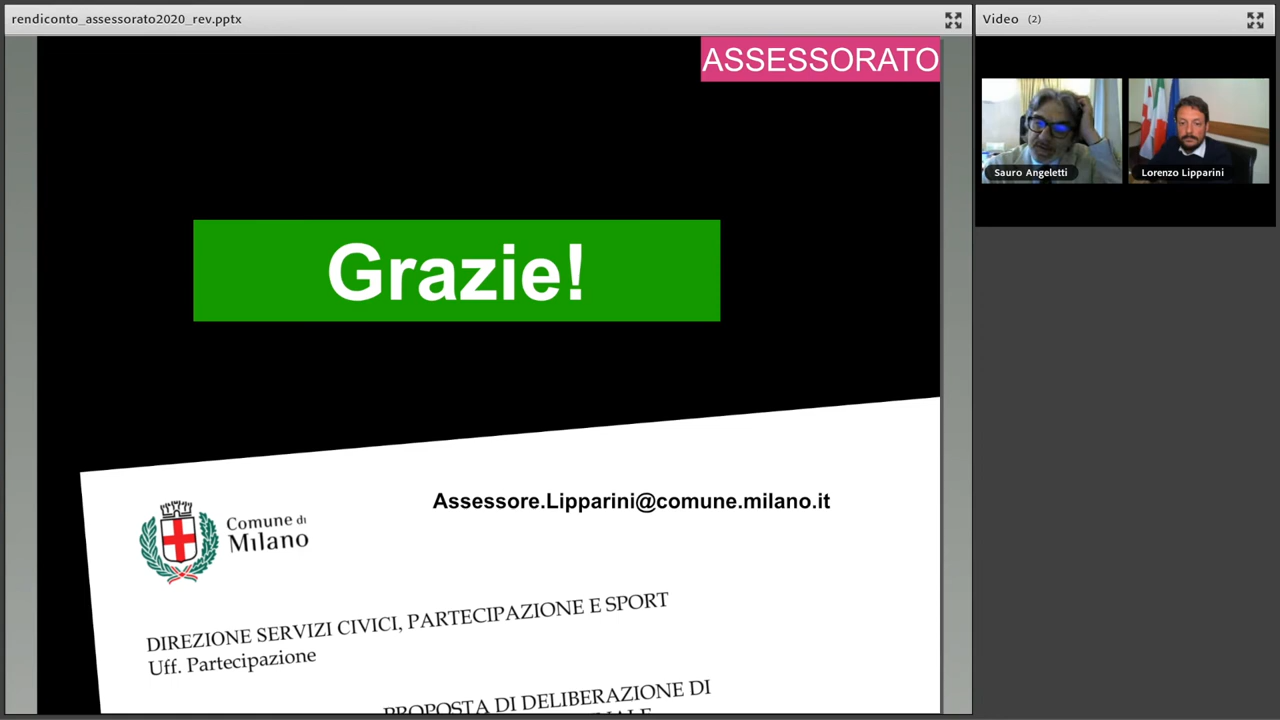 rendiconto_assessorato2020_rev.pptx
Video (2)
ASSESSORATO
Sauro Angeletti
Lorenzo Lipparini
Grazie!
Assessore.Lipparini@comune.milano.it
Comune di
Milano
DIREZIONE SERVIZI CIVICI, PARTECIPAZIONE E SPORT
Uff. Partecipazione
PROPOSTA DI DELIBERAZIONE DI